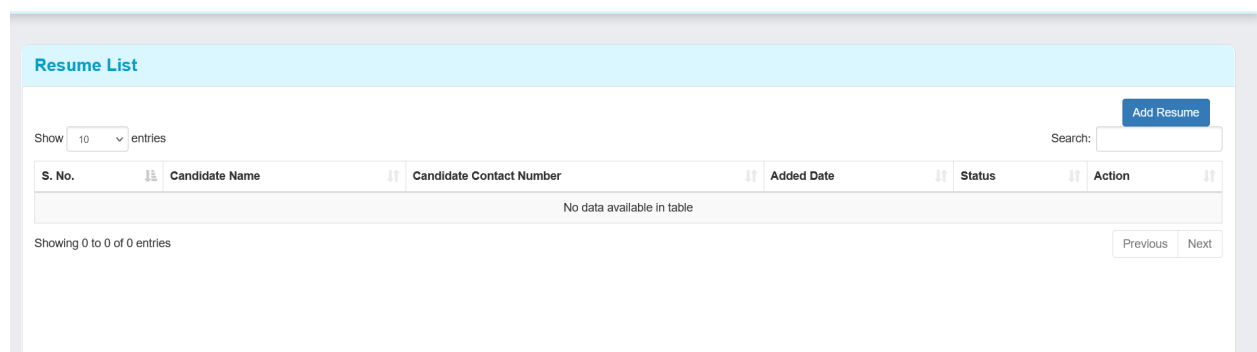 Resume List
Add Resume
Show 10 entries Search:
S. No. Candidate Name Candidate Contact Number Added Date Status Action
No data available in table
Showing 0 to 0 of 0 entries Previous Next